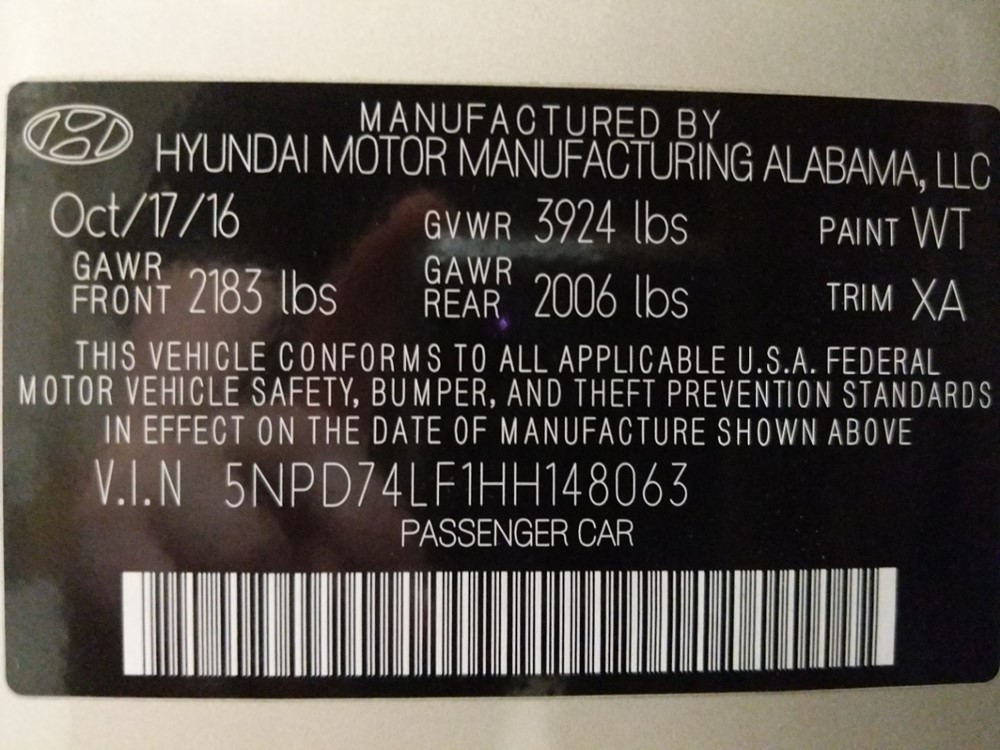 MANUFACTURED BY
HYUNDAI MOTOR MANUFACTURING ALABAMA, LLC
Oct/17/16 GVWR 3924 lbs PAINT WT
GAWR FRONT 2183 lbs GAWR REAR 2006 lbs TRIM XA
THIS VEHICLE CONFORMS TO ALL APPLICABLE U.S.A. FEDERAL
MOTOR VEHICLE SAFETY, BUMPER, AND THEFT PREVENTION STANDARDS
IN EFFECT ON THE DATE OF MANUFACTURE SHOWN ABOVE
V.I.N 5NPD74LF1HH148063
PASSENGER CAR